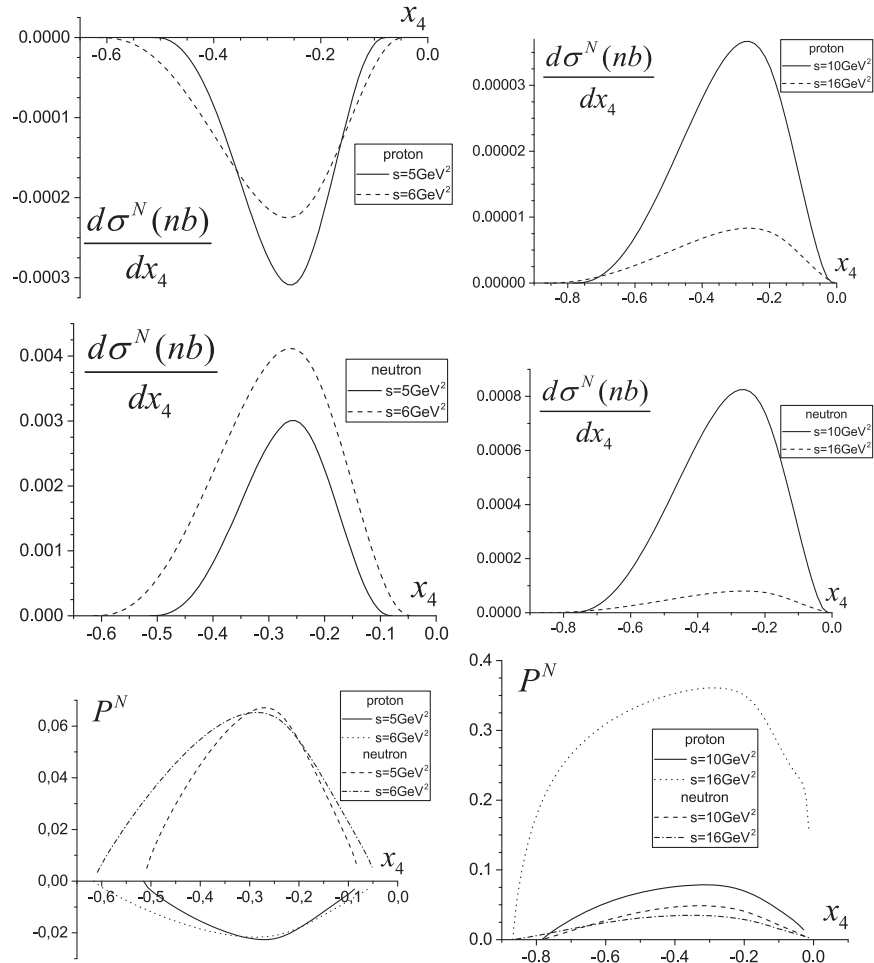 x₄
0.0000
-0.6 -0.4 -0.2 0.0
-0.0001
-0.0002
-0.0003
proton
s=5GeV²
s=6GeV²
dσᴺ(nb)
dx₄
dσᴺ(nb)
dx₄
proton
s=10GeV²
s=16GeV²
0.00003
0.00002
0.00001
0.00000
x₄
-0.8 -0.6 -0.4 -0.2 0.0
dσᴺ(nb)
dx₄
neutron
s=5GeV²
s=6GeV²
0.004
0.003
0.002
0.001
0.000
x₄
-0.6 -0.5 -0.4 -0.3 -0.2 -0.1 0.0
dσᴺ(nb)
dx₄
neutron
s=10GeV²
s=16GeV²
0.0008
0.0006
0.0004
0.0002
0.0000
x₄
-0.8 -0.6 -0.4 -0.2 0.0
Pᴺ
proton
s=5GeV²
s=6GeV²
neutron
s=5GeV²
s=6GeV²
0,06
0,04
0,02
0,00
-0,02
x₄
-0,6 -0,5 -0,4 -0,3 -0,2 -0,1 0,0
Pᴺ
proton
s=10GeV²
s=16GeV²
neutron
s=10GeV²
s=16GeV²
0.4
0.3
0.2
0.1
0.0
x₄
-0.8 -0.6 -0.4 -0.2 0.0